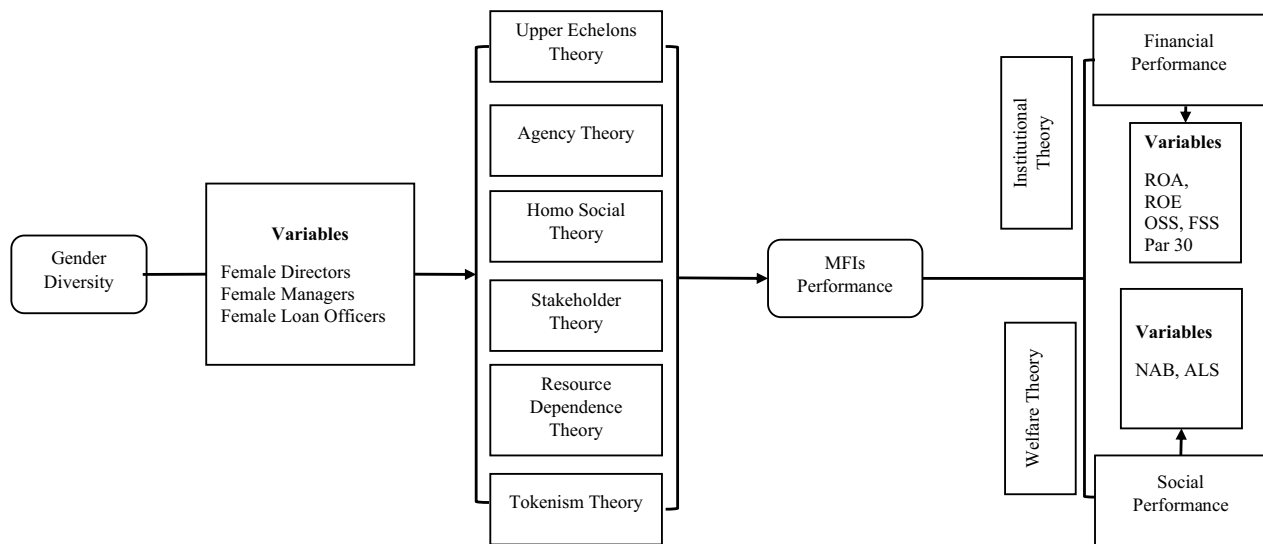 Gender
Diversity
Variables
Female Directors
Female Managers
Female Loan Officers
Upper Echelons
Theory
Agency Theory
Homo Social
Theory
Stakeholder
Theory
Resource
Dependence
Theory
Tokenism Theory
MFIs
Performance
Institutional
Theory
Welfare Theory
Financial
Performance
Variables
ROA,
ROE
OSS, FSS
Par 30
Variables
NAB, ALS
Social
Performance